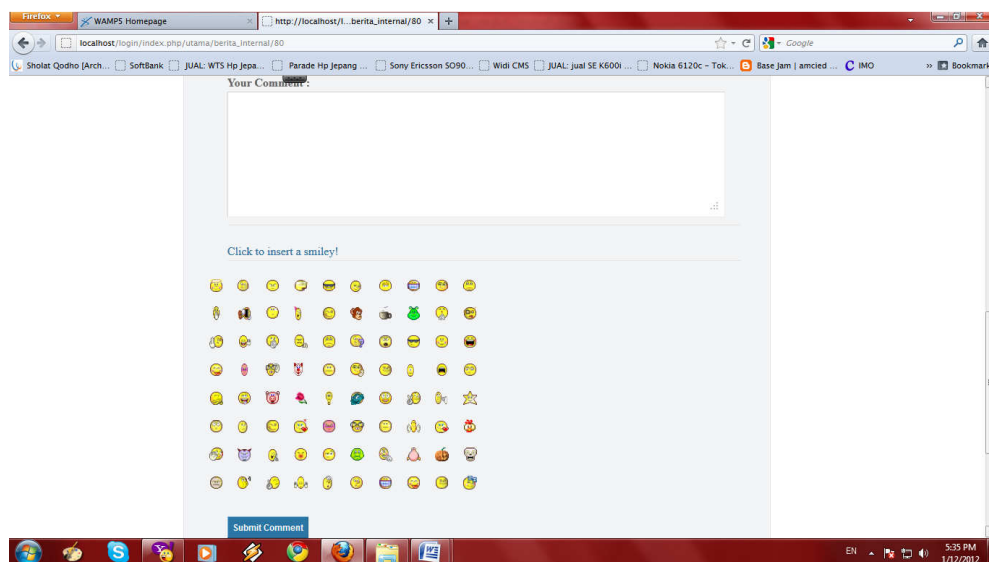 Firefox
WAMP5 Homepage
http://localhost/l...berita_internal/80
localhost/login/index.php/utama/berita_internal/80
Google
Sholat Qodho [Arch... SoftBank JUAL: WTS Hp Jepa... Parade Hp Jepang ... Sony Ericsson SO90... Widi CMS JUAL: jual SE K600i ... Nokia 6120c - Tok... Base Jam | amcied ... IMO » Bookmark
Your Comment :
Click to insert a smiley!
Submit Comment
EN
5:35 PM
1/12/2012